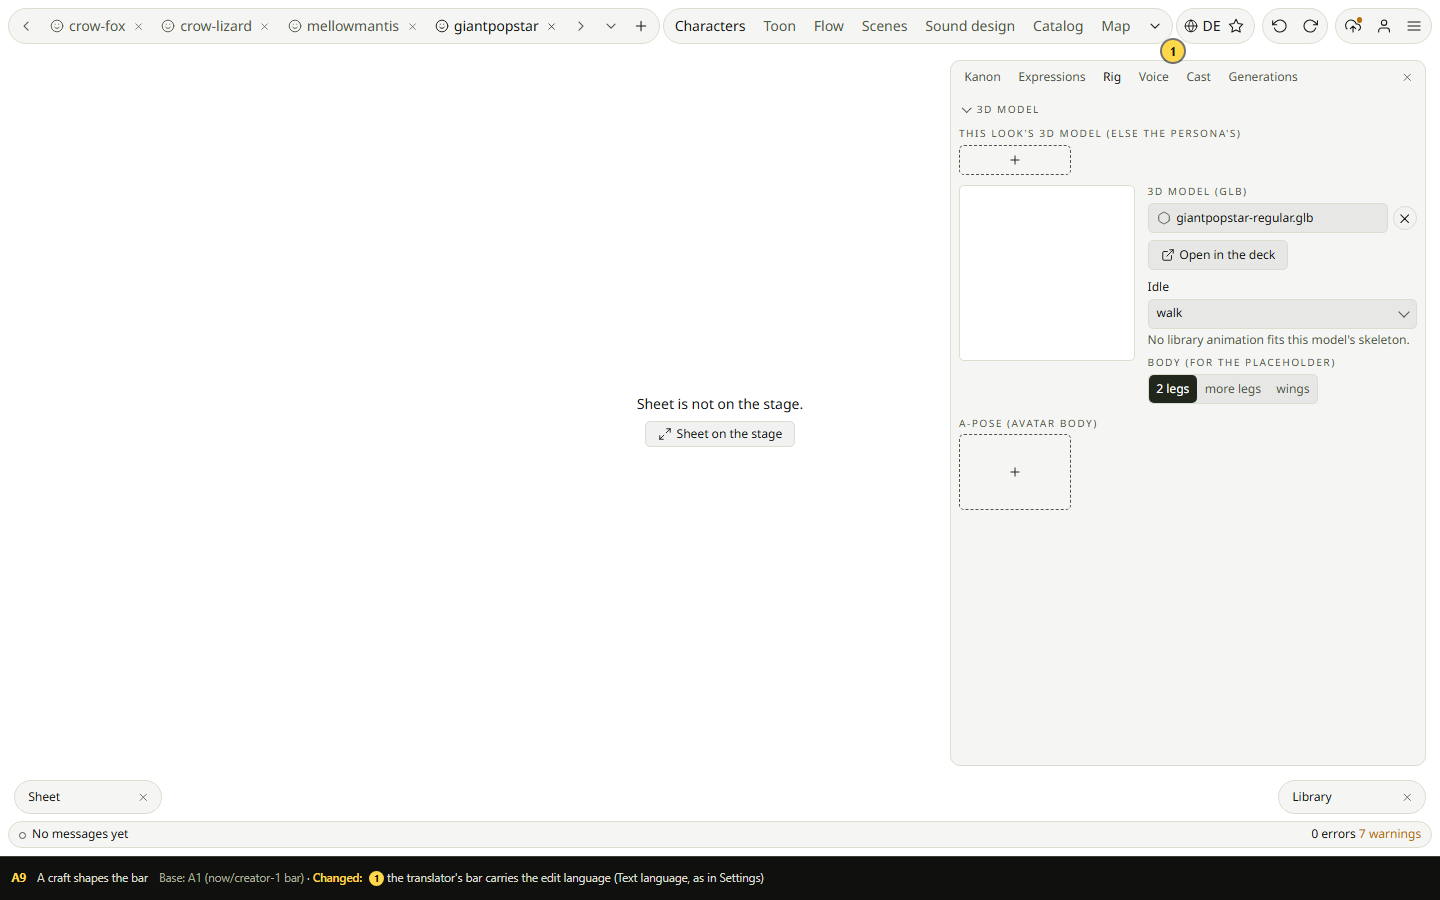 crow-fox crow-lizard mellowmantis giantpopstar Characters Toon Flow Scenes Sound design Catalog Map DE
1
Kanon Expressions Rig Voice Cast Generations
3D MODEL
THIS LOOK'S 3D MODEL (ELSE THE PERSONA'S)
3D MODEL (GLB)
giantpopstar-regular.glb
Open in the deck
Idle
walk
No library animation fits this model's skeleton.
BODY (FOR THE PLACEHOLDER)
2 legs more legs wings
A-POSE (AVATAR BODY)
Sheet is not on the stage.
Sheet on the stage
Sheet
Library
No messages yet
0 errors 7 warnings
A9 A craft shapes the bar Base: A1 (now/creator-1 bar) · Changed: 1 the translator's bar carries the edit language (Text language, as in Settings)